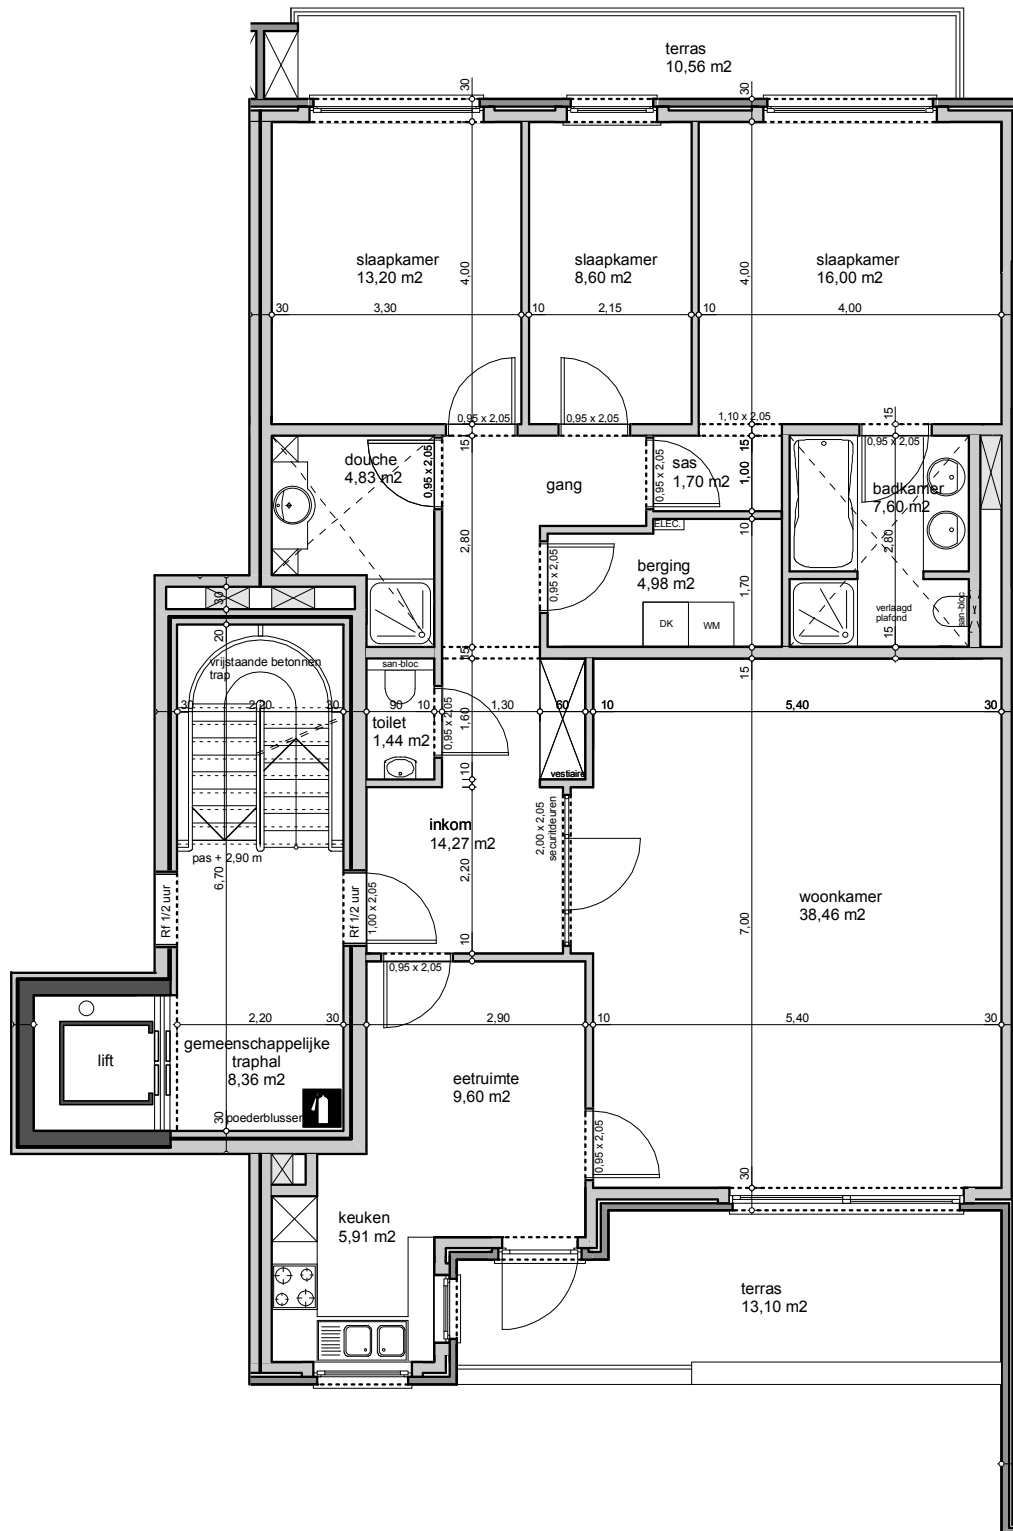 terras
10,56 m2
30
30
slaapkamer
13,20 m2
4,00
slaapkamer
8,60 m2
slaapkamer
16,00 m2
4,00
30
3,30
10
2,15
10
4,00
30
0,95 x 2,05
0,95 x 2,05
1,10 x 2,05
15
0,95 x 2,05
douche
4,83 m2
0,95 x 2,05
15
gang
0,95 x 2,05
sas
1,70 m2
1,00
15
badkamer
7,60 m2
2,80
ELEC.
10
2,80
0,95 x 2,05
berging
4,98 m2
1,70
DK
WM
verlaagd
plafond
san-bloc
15
30
20
vrijstaande betonnen
trap
san-bloc
15
15
30
2,20
30
90
10
1,30
60
10
5,40
30
toilet
1,44 m2
0,95 x 2,05
1,60
10
vestiaire
inkom
14,27 m2
2,00 x 2,05
securitdeuren
pas + 2,90 m
6,70
2,20
Rf 1/2 uur
Rf 1/2 uur
1,00 x 2,05
woonkamer
38,46 m2
7,00
10
0,95 x 2,05
2,20
30
2,90
10
5,40
30
lift
gemeenschappelijke
traphal
8,36 m2
eetruimte
9,60 m2
30
poederblusser
0,95 x 2,05
30
keuken
5,91 m2
terras
13,10 m2